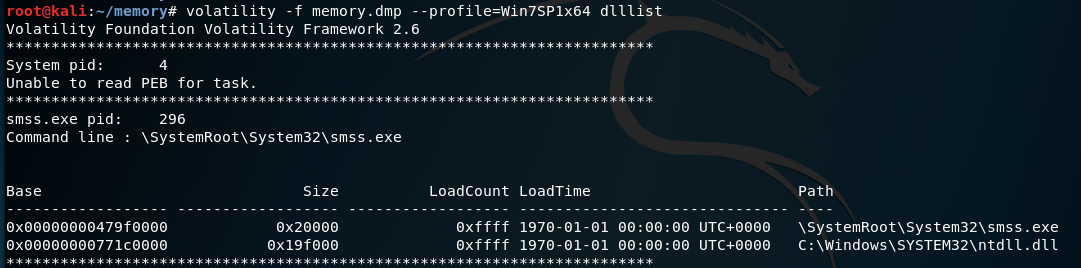 root@kali:~/memory# volatility -f memory.dmp --profile=Win7SP1x64 dlllist
Volatility Foundation Volatility Framework 2.6
************************************************************************
System pid:      4
Unable to read PEB for task.
************************************************************************
smss.exe pid:    296
Command line : \SystemRoot\System32\smss.exe
Base                             Size          LoadCount LoadTime                       Path
------------------ ------------------ ------------------ ------------------------------ ----
0x00000000479f0000            0x20000             0xffff 1970-01-01 00:00:00 UTC+0000   \SystemRoot\System32\smss.exe
0x00000000771c0000           0x19f000             0xffff 1970-01-01 00:00:00 UTC+0000   C:\Windows\SYSTEM32\ntdll.dll
************************************************************************